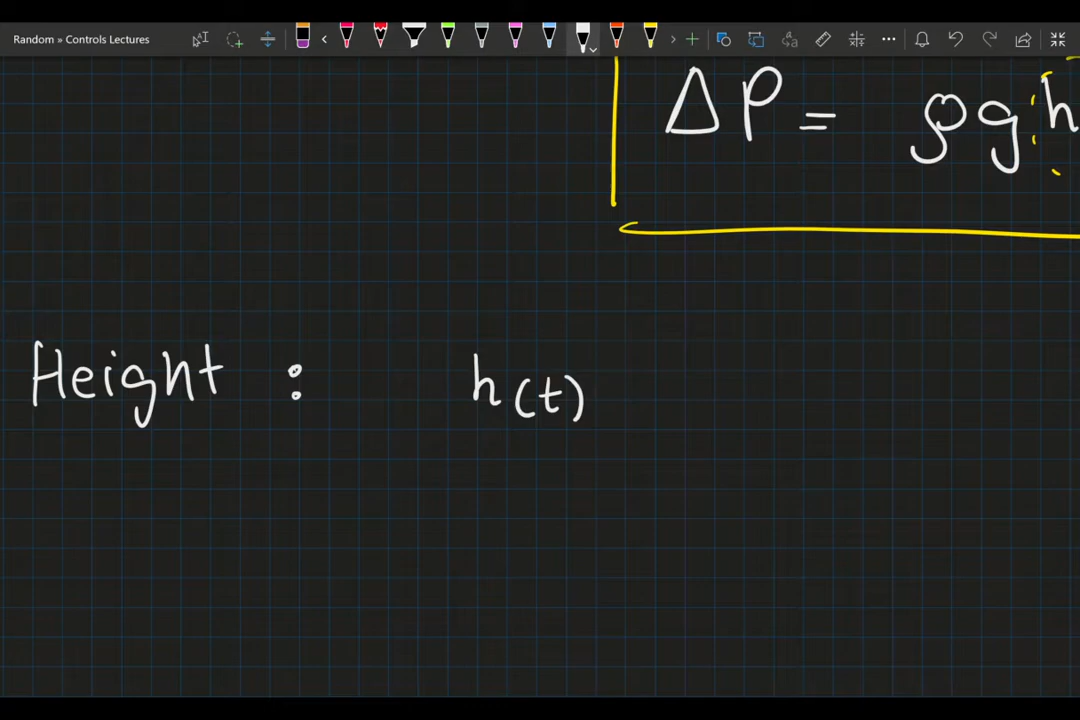 Random » Controls Lectures
ΔP = ρgh
Height : h(t)